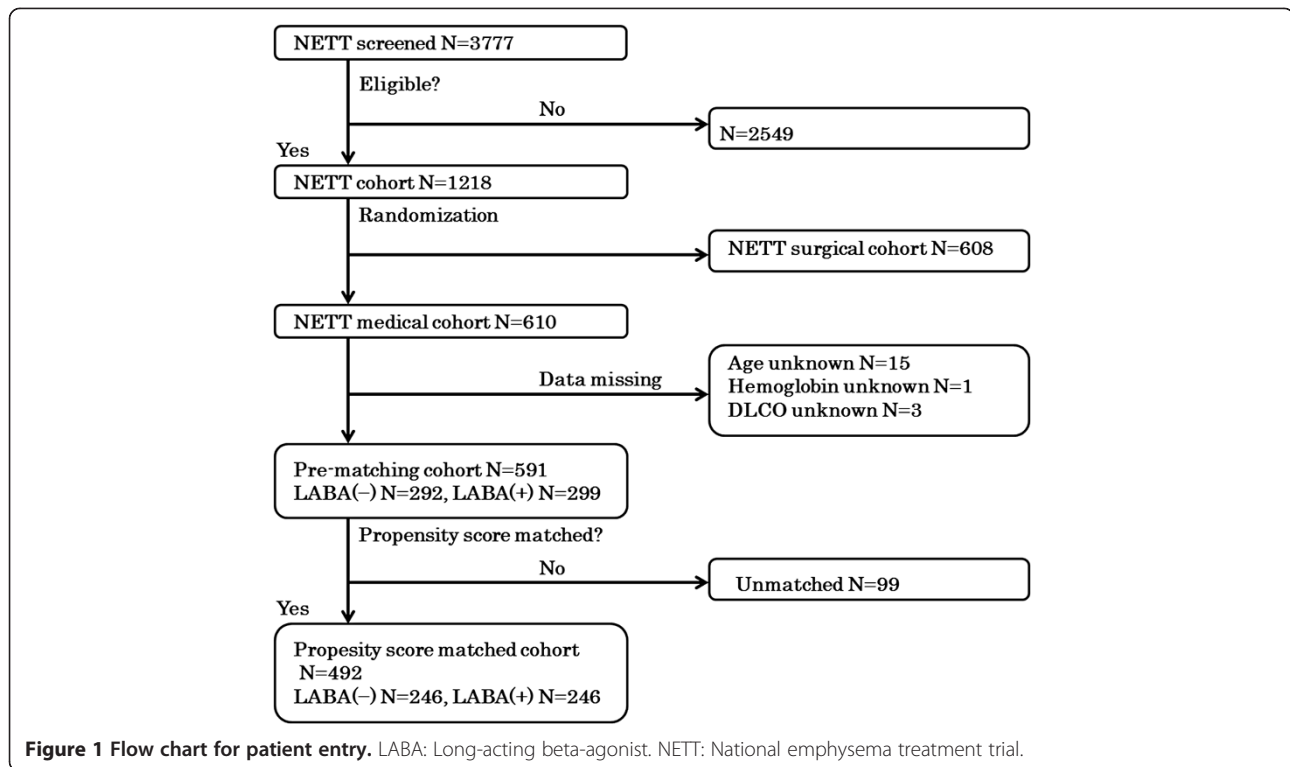 NETT screened N=3777
Eligible?
No
N=2549
Yes
NETT cohort N=1218
Randomization
NETT surgical cohort N=608
NETT medical cohort N=610
Data missing
Age unknown N=15
Hemoglobin unknown N=1
DLCO unknown N=3
Pre-matching cohort N=591
LABA(−) N=292, LABA(+) N=299
Propensity score matched?
No
Unmatched N=99
Yes
Propesity score matched cohort
N=492
LABA(−) N=246, LABA(+) N=246
Figure 1 Flow chart for patient entry. LABA: Long-acting beta-agonist. NETT: National emphysema treatment trial.